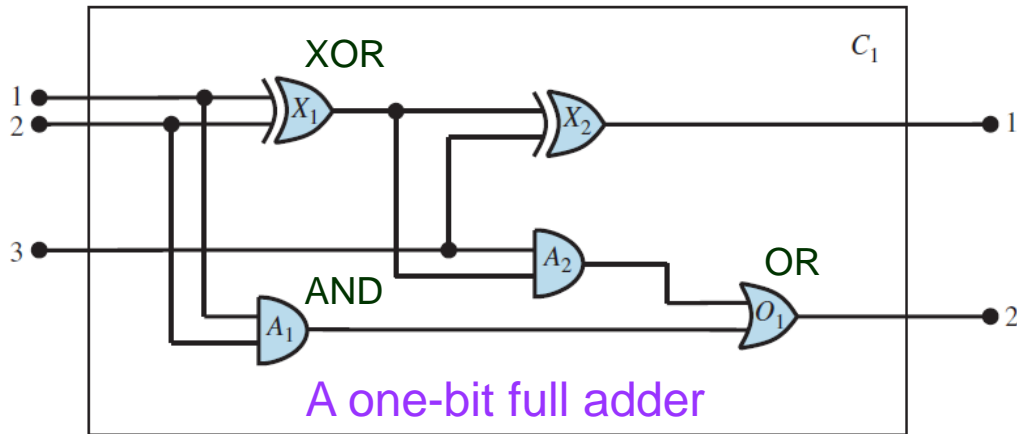 XOR
C1
1
X1
X2
1
2
3
A2
OR
AND
A1
O1
2
A one-bit full adder